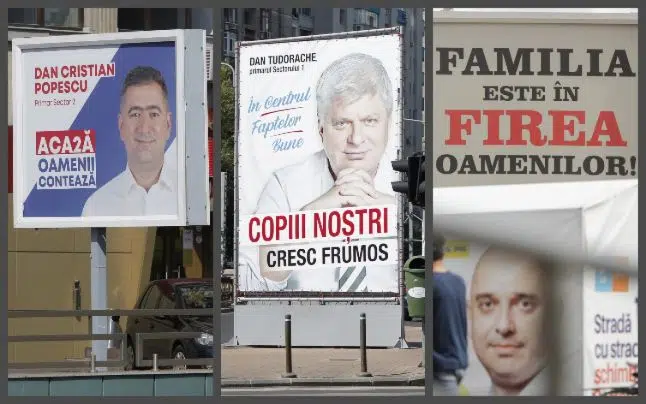 DAN CRISTIAN
POPESCU
Primar Sector 2
ACA2Ă
OAMENII
CONTEAZĂ
DAN TUDORACHE
primarul Sectorului 1
În Centrul
Faptelor
Bune
COPIII NOȘTRI
CRESC FRUMOS
FAMILIA
ESTE ÎN
FIREA
OAMENILOR!
Stradă
cu strad
schim